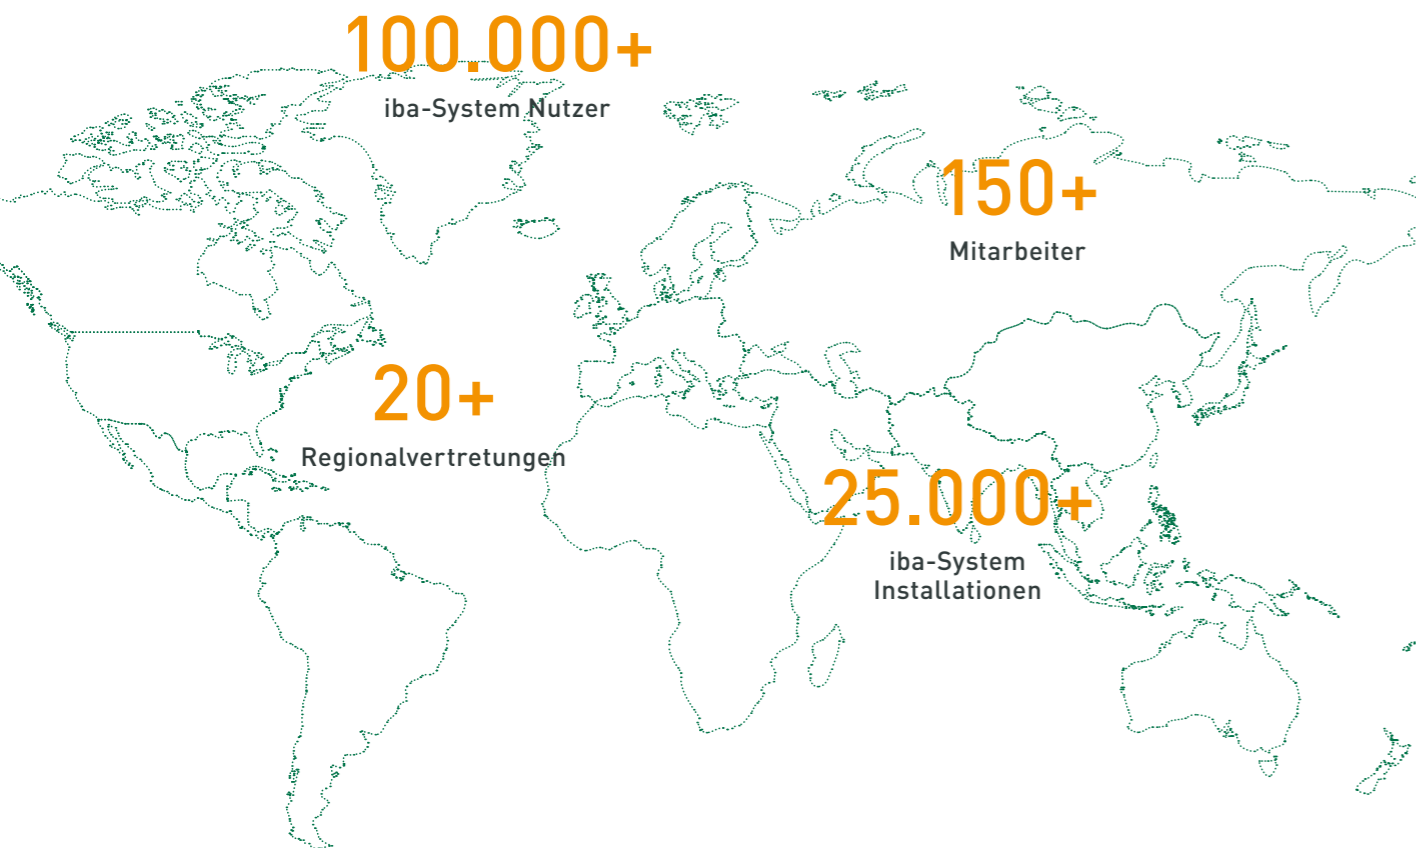 100.000+
iba-System Nutzer
150+
Mitarbeiter
20+
Regionalvertretungen
25.000+
iba-System
Installationen